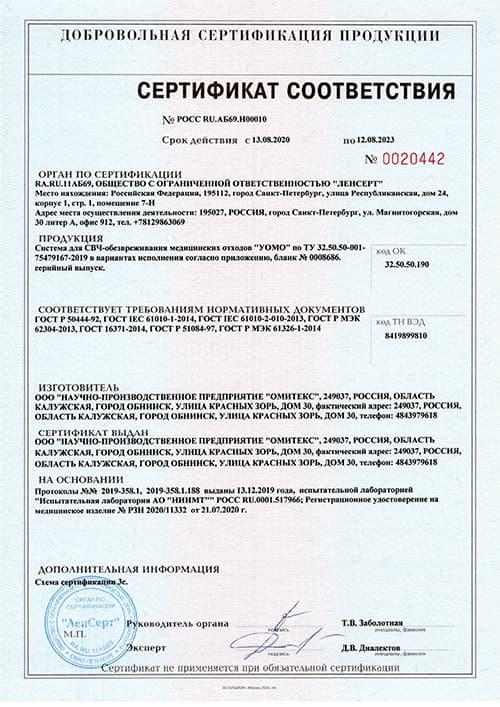 ДОБРОВОЛЬНАЯ СЕРТИФИКАЦИЯ ПРОДУКЦИИ
СЕРТИФИКАТ СООТВЕТСТВИЯ
№ РОСС RU.АБ69.Н00010
Срок действия с 13.08.2020 по 12.08.2023
№ 0020442
ОРГАН ПО СЕРТИФИКАЦИИ
RA.RU.11АБ69, ОБЩЕСТВО С ОГРАНИЧЕННОЙ ОТВЕТСТВЕННОСТЬЮ "ЛЕНСЕРТ"
Место нахождения: Российская Федерация, 195112, город Санкт-Петербург, улица Республиканская, дом 24,
корпус 1, стр. 1, помещение 7-Н
Адрес места осуществления деятельности: 195027, РОССИЯ, город Санкт-Петербург, ул. Магнитогорская, дом
30 литер А, офис 912, тел. +78129863069
ПРОДУКЦИЯ
Система для СВЧ-обезвреживания медицинских отходов "УОМО" по ТУ 32.50.50-001-
75479167-2019 в вариантах исполнения согласно приложению, бланк № 0008686.
серийный выпуск.
код ОК
32.50.50.190
СООТВЕТСТВУЕТ ТРЕБОВАНИЯМ НОРМАТИВНЫХ ДОКУМЕНТОВ
ГОСТ Р 50444-92, ГОСТ IEC 61010-1-2014, ГОСТ IEC 61010-2-010-2013, ГОСТ Р МЭК
62304-2013, ГОСТ 16371-2014, ГОСТ Р 51084-97, ГОСТ Р МЭК 61326-1-2014
код ТН ВЭД
8419899810
ИЗГОТОВИТЕЛЬ
ООО "НАУЧНО-ПРОИЗВОДСТВЕННОЕ ПРЕДПРИЯТИЕ "ОМИТЕКС", 249037, РОССИЯ, ОБЛАСТЬ
КАЛУЖСКАЯ, ГОРОД ОБНИНСК, УЛИЦА КРАСНЫХ ЗОРЬ, ДОМ 30, фактический адрес: 249037, РОССИЯ,
ОБЛАСТЬ КАЛУЖСКАЯ, ГОРОД ОБНИНСК, УЛИЦА КРАСНЫХ ЗОРЬ, ДОМ 30, телефон: 4843979618
СЕРТИФИКАТ ВЫДАН
ООО "НАУЧНО-ПРОИЗВОДСТВЕННОЕ ПРЕДПРИЯТИЕ "ОМИТЕКС", 249037, РОССИЯ, ОБЛАСТЬ
КАЛУЖСКАЯ, ГОРОД ОБНИНСК, УЛИЦА КРАСНЫХ ЗОРЬ, ДОМ 30, фактический адрес: 249037, РОССИЯ,
ОБЛАСТЬ КАЛУЖСКАЯ, ГОРОД ОБНИНСК, УЛИЦА КРАСНЫХ ЗОРЬ, ДОМ 30, телефон: 4843979618
НА ОСНОВАНИИ
Протоколы №№ 2019-358.1, 2019-358.1.188 выданы 13.12.2019 года, испытательной лабораторией
"Испытательная лаборатория АО "НИИМТ"" РОСС RU.0001.517966; Регистрационное удостоверение на
медицинское изделие № РЗН 2020/11332 от 21.07.2020 г.
ДОПОЛНИТЕЛЬНАЯ ИНФОРМАЦИЯ
Схема сертификации 3с.
ОРГАН ПО
СЕРТИФИКАЦИИ
"ЛенСерт"
М.П.
RA.RU.11АБ69
САНКТ-ПЕТЕРБУРГ
Руководитель органа
подпись
Т.В. Заболотная
инициалы, фамилия
Эксперт
подпись
Д.В. Диалектов
инициалы, фамилия
Сертификат не применяется при обязательной сертификации